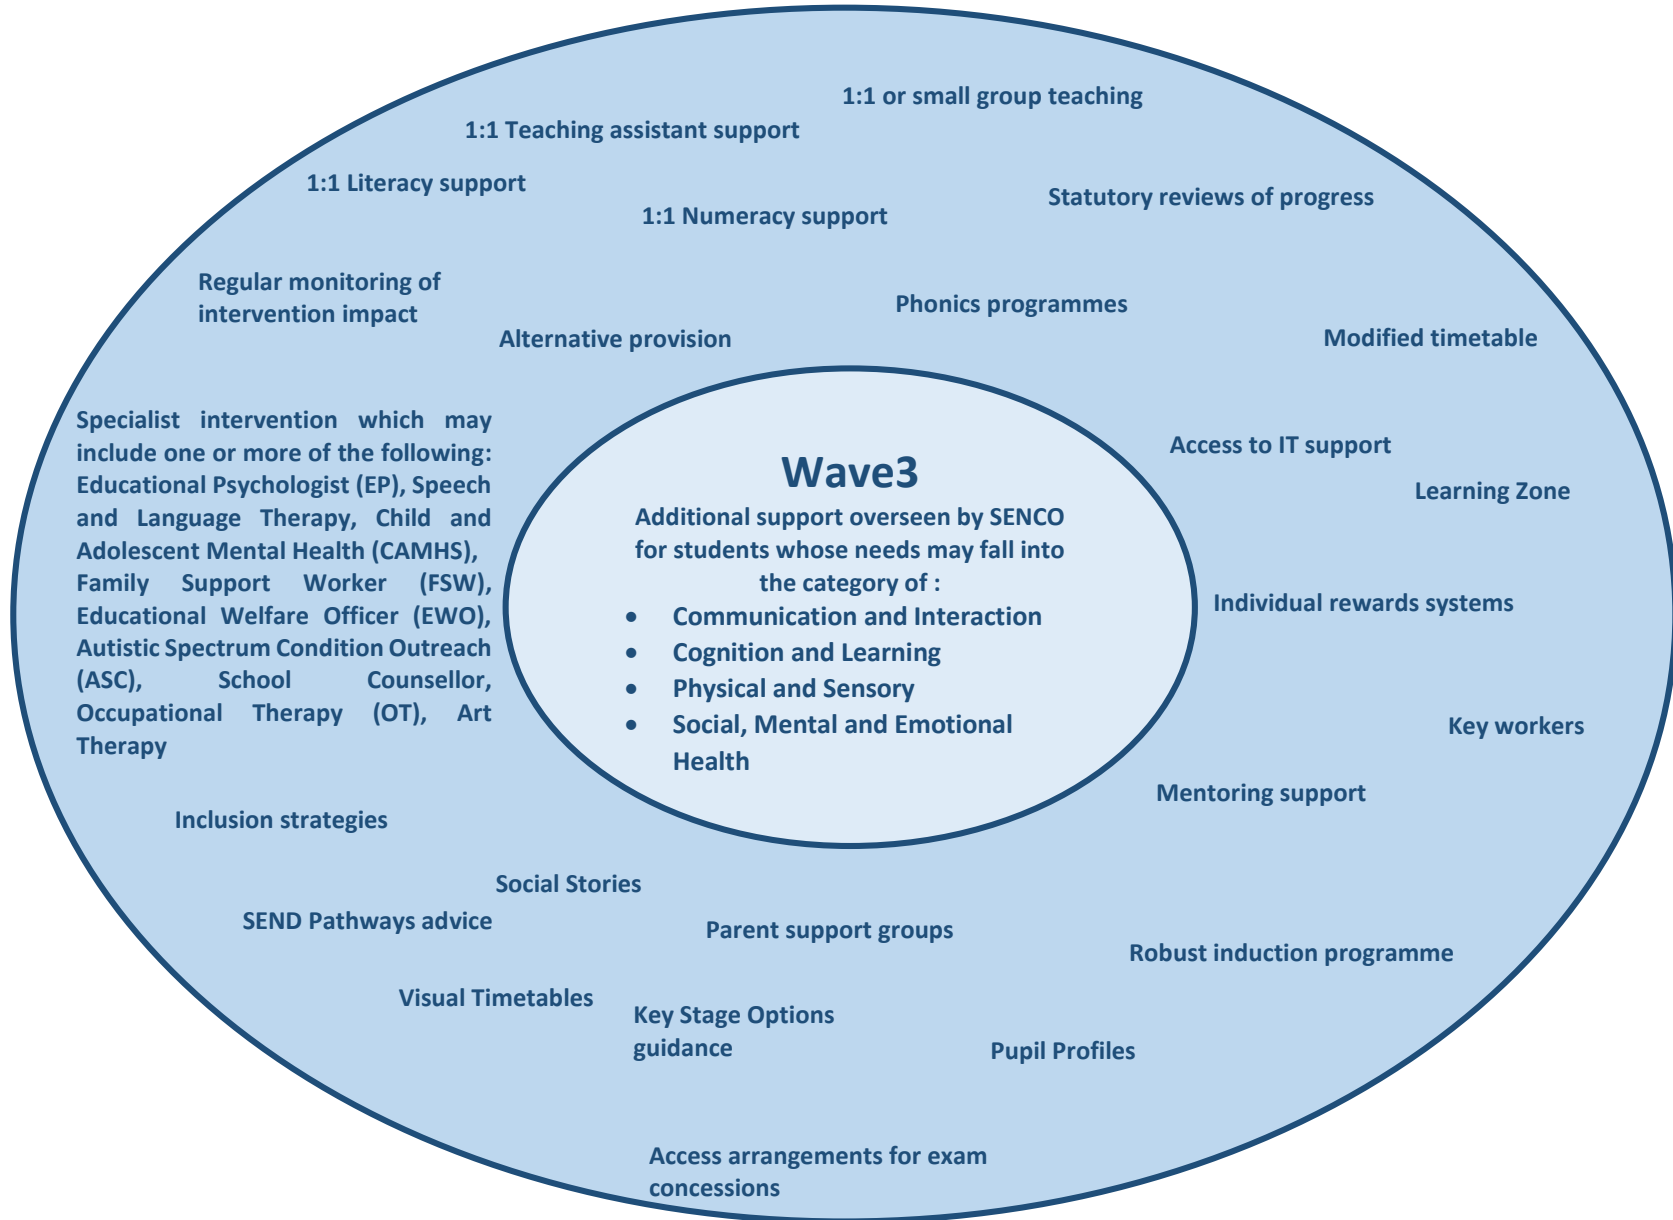 1:1 or small group teaching
1:1 Teaching assistant support
1:1 Literacy support
Statutory reviews of progress
1:1 Numeracy support
Regular monitoring of
intervention impact
Phonics programmes
Alternative provision
Modified timetable
Specialist intervention which may
include one or more of the following:
Educational Psychologist (EP), Speech
and Language Therapy, Child and
Adolescent Mental Health (CAMHS),
Family Support Worker (FSW),
Educational Welfare Officer (EWO),
Autistic Spectrum Condition Outreach
(ASC), School Counsellor,
Occupational Therapy (OT), Art
Therapy
Wave3
Additional support overseen by SENCO
for students whose needs may fall into
the category of :
• Communication and Interaction
• Cognition and Learning
• Physical and Sensory
• Social, Mental and Emotional
Health
Access to IT support
Learning Zone
Individual rewards systems
Key workers
Mentoring support
Inclusion strategies
Social Stories
SEND Pathways advice
Parent support groups
Robust induction programme
Visual Timetables
Key Stage Options
guidance
Pupil Profiles
Access arrangements for exam
concessions